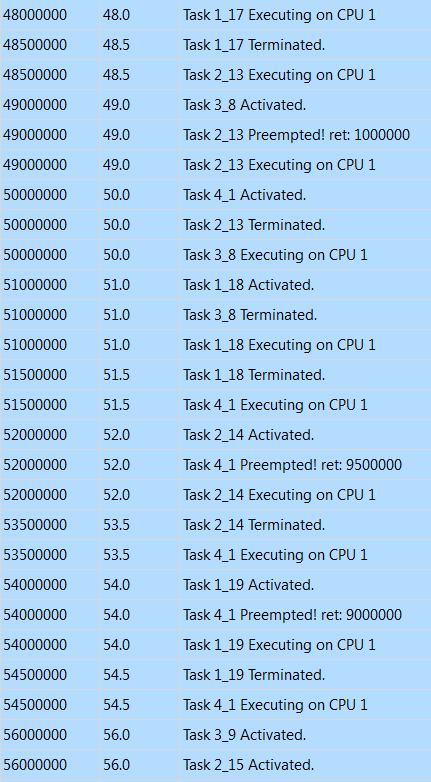 48000000 48.0 Task 1_17 Executing on CPU 1
48500000 48.5 Task 1_17 Terminated.
48500000 48.5 Task 2_13 Executing on CPU 1
49000000 49.0 Task 3_8 Activated.
49000000 49.0 Task 2_13 Preempted! ret: 1000000
49000000 49.0 Task 2_13 Executing on CPU 1
50000000 50.0 Task 4_1 Activated.
50000000 50.0 Task 2_13 Terminated.
50000000 50.0 Task 3_8 Executing on CPU 1
51000000 51.0 Task 1_18 Activated.
51000000 51.0 Task 3_8 Terminated.
51000000 51.0 Task 1_18 Executing on CPU 1
51500000 51.5 Task 1_18 Terminated.
51500000 51.5 Task 4_1 Executing on CPU 1
52000000 52.0 Task 2_14 Activated.
52000000 52.0 Task 4_1 Preempted! ret: 9500000
52000000 52.0 Task 2_14 Executing on CPU 1
53500000 53.5 Task 2_14 Terminated.
53500000 53.5 Task 4_1 Executing on CPU 1
54000000 54.0 Task 1_19 Activated.
54000000 54.0 Task 4_1 Preempted! ret: 9000000
54000000 54.0 Task 1_19 Executing on CPU 1
54500000 54.5 Task 1_19 Terminated.
54500000 54.5 Task 4_1 Executing on CPU 1
56000000 56.0 Task 3_9 Activated.
56000000 56.0 Task 2_15 Activated.